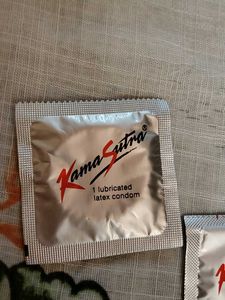 KamaSutra®
1 lubricated
latex condom